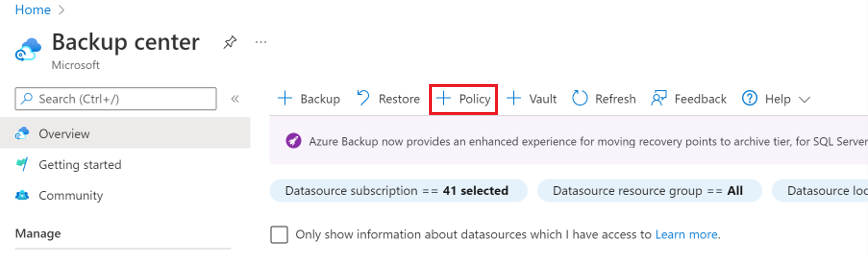 Home >
Backup center ...
Microsoft
Search (Ctrl+/) «
+ Backup Restore + Policy + Vault Refresh Feedback Help
Overview
Azure Backup now provides an enhanced experience for moving recovery points to archive tier, for SQL Server
Getting started
Datasource subscription == 41 selected Datasource resource group == All Datasource loc
Community
Manage
Only show information about datasources which I have access to Learn more.